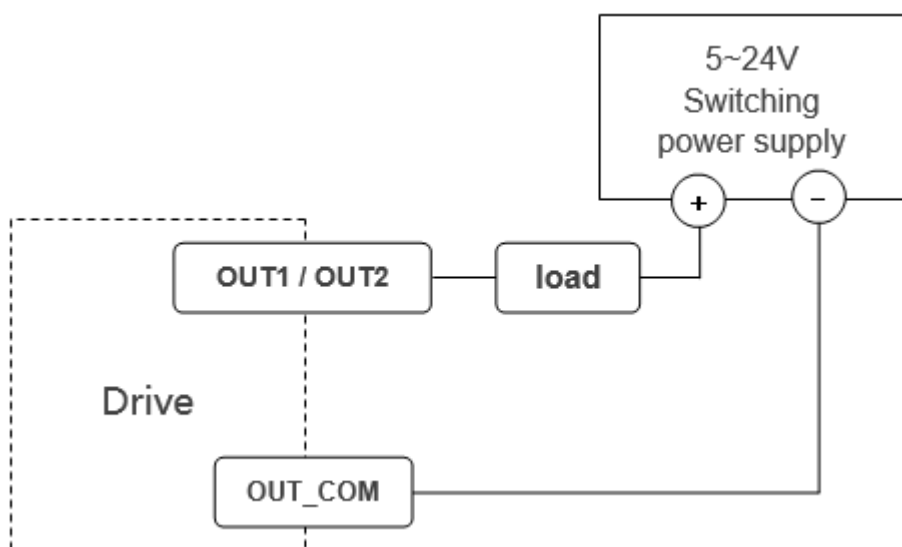 5~24V
Switching
power supply
+
−
OUT1 / OUT2
load
Drive
OUT_COM